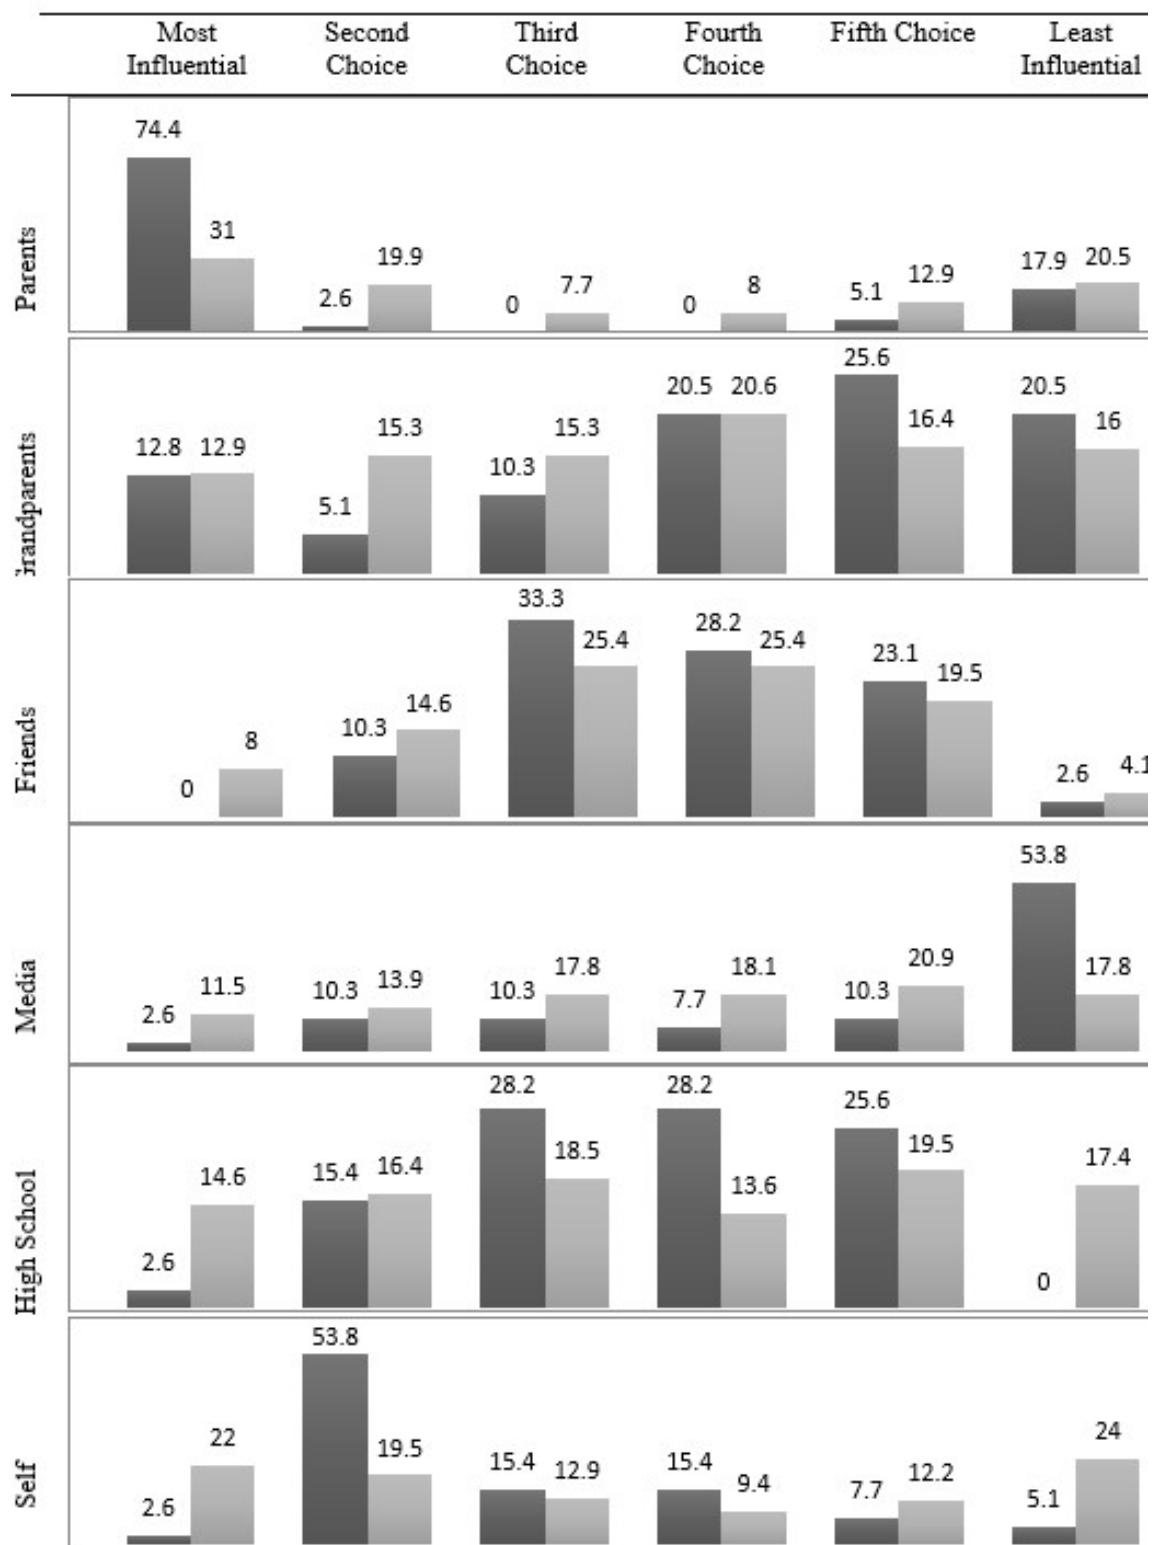 Most Second Third Fourth Fifth Choice Least
Influential Choice Choice Choice Influential
Parents
74.4 31 2.6 19.9 0 7.7 0 8 5.1 12.9 17.9 20.5
Grandparents
12.8 12.9 5.1 15.3 10.3 15.3 20.5 20.6 25.6 16.4 20.5 16
Friends
0 8 10.3 14.6 33.3 25.4 28.2 25.4 23.1 19.5 2.6 4.1
Media
2.6 11.5 10.3 13.9 10.3 17.8 7.7 18.1 10.3 20.9 53.8 17.8
High School
2.6 14.6 15.4 16.4 28.2 18.5 28.2 13.6 25.6 19.5 0 17.4
Self
2.6 22 53.8 19.5 15.4 12.9 15.4 9.4 7.7 12.2 5.1 24